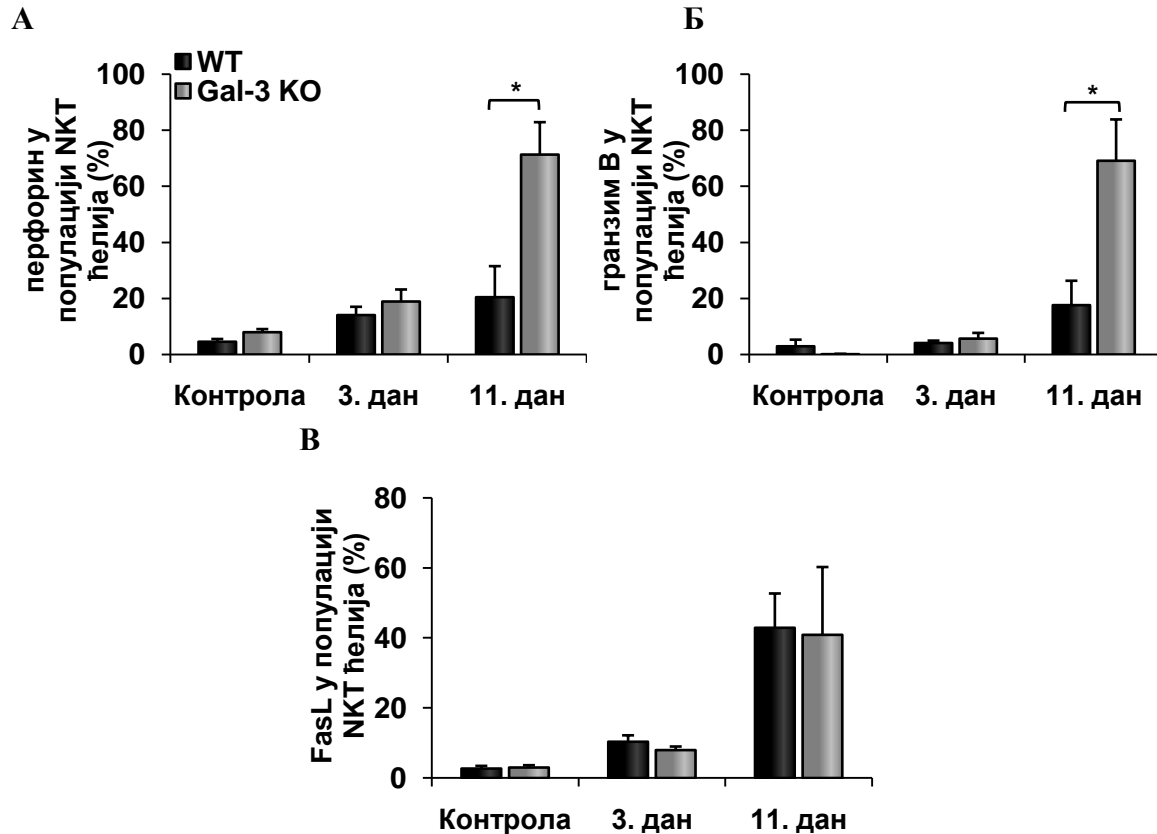 А
Б
WT
Gal-3 KO
100
80
60
40
20
0
перфорин у
популацији NKT
ћелија (%)
*
Контрола
3. дан
11. дан
100
80
60
40
20
0
гранзим B у
популацији NKT
ћелија (%)
*
Контрола
3. дан
11. дан
В
80
60
40
20
0
FasL у популацији
NKT ћелија (%)
Контрола
3. дан
11. дан